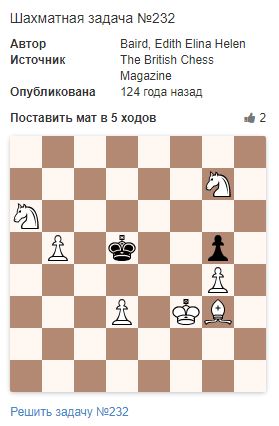 Шахматная задача №232
Автор Baird, Edith Elina Helen
Источник The British Chess
Magazine
Опубликована 124 года назад
Поставить мат в 5 ходов 2
Решить задачу №232